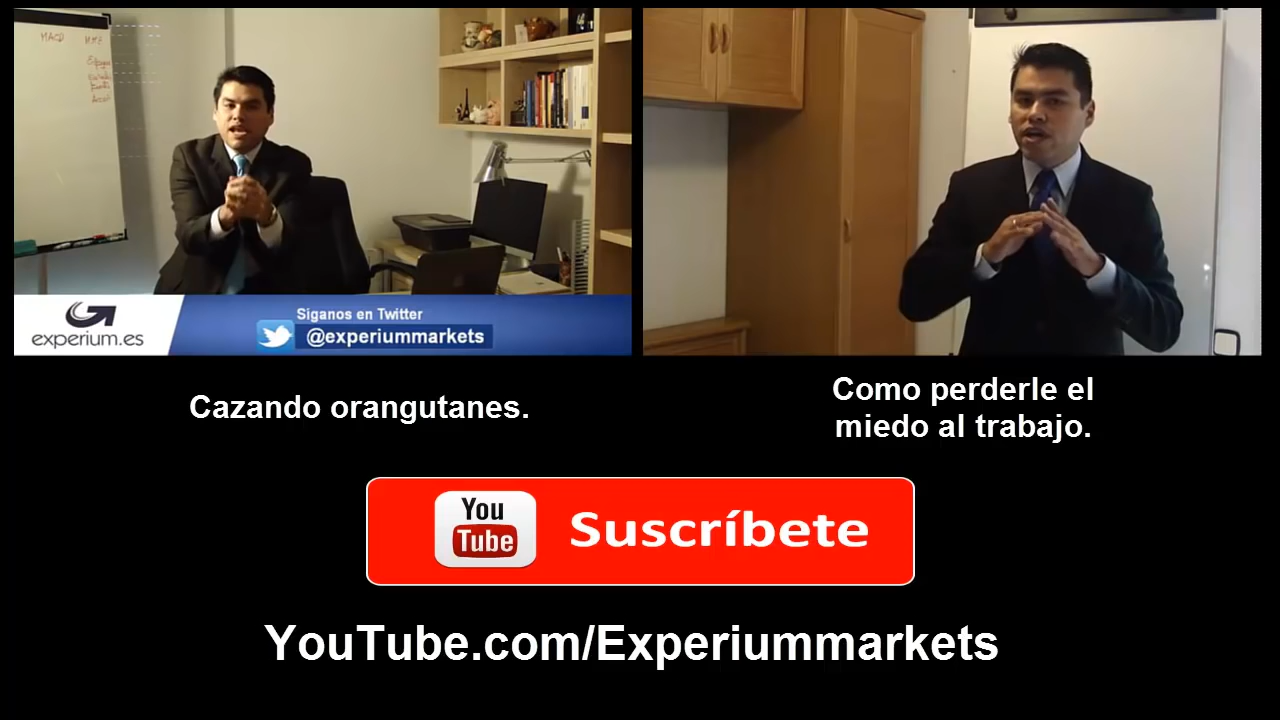 MACD
experium.es
Siganos en Twitter
@experiummarkets
Cazando orangutanes.
Como perderle el
miedo al trabajo.
You
Tube
Suscríbete
YouTube.com/Experiummarkets